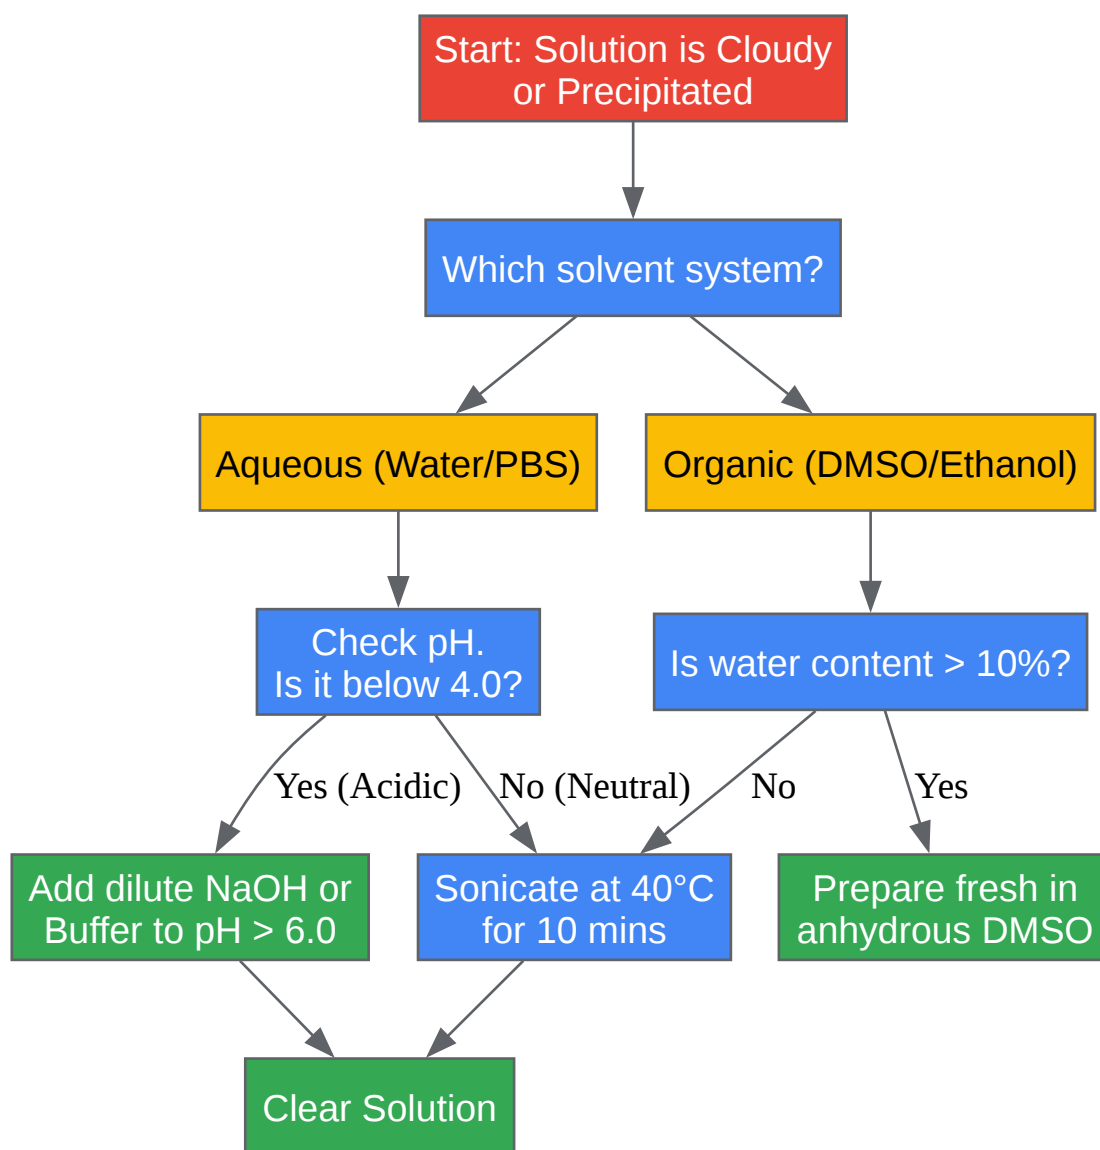 Start: Solution is Cloudy
or Precipitated
Which solvent system?
Aqueous (Water/PBS)
Organic (DMSO/Ethanol)
Check pH.
Is it below 4.0?
Is water content > 10%?
Yes (Acidic)
No (Neutral)
No
Yes
Add dilute NaOH or
Buffer to pH > 6.0
Sonicate at 40°C
for 10 mins
Prepare fresh in
anhydrous DMSO
Clear Solution